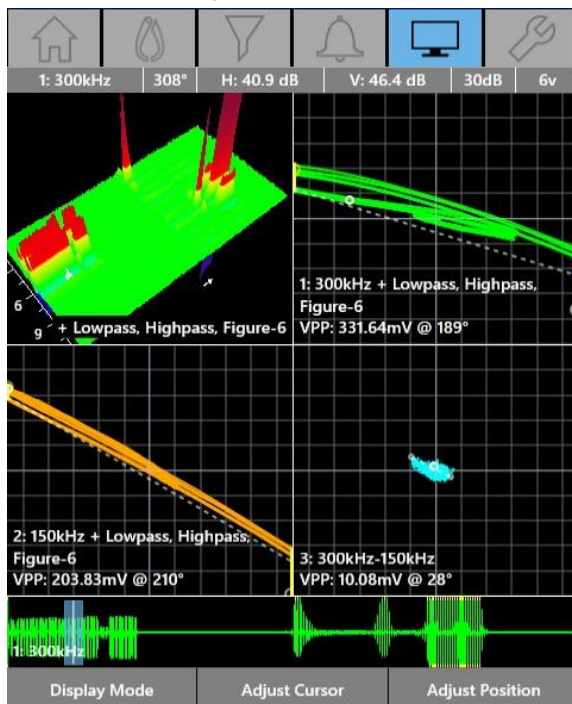 1: 300kHz 308° H: 40.9 dB V: 46.4 dB 30dB 6v
6
9
+ Lowpass, Highpass, Figure-6
1: 300kHz + Lowpass, Highpass,
Figure-6
VPP: 331.64mV @ 189°
2: 150kHz + Lowpass, Highpass,
Figure-6
VPP: 203.83mV @ 210°
3: 300kHz-150kHz
VPP: 10.08mV @ 28°
1: 300kHz
Display Mode Adjust Cursor Adjust Position